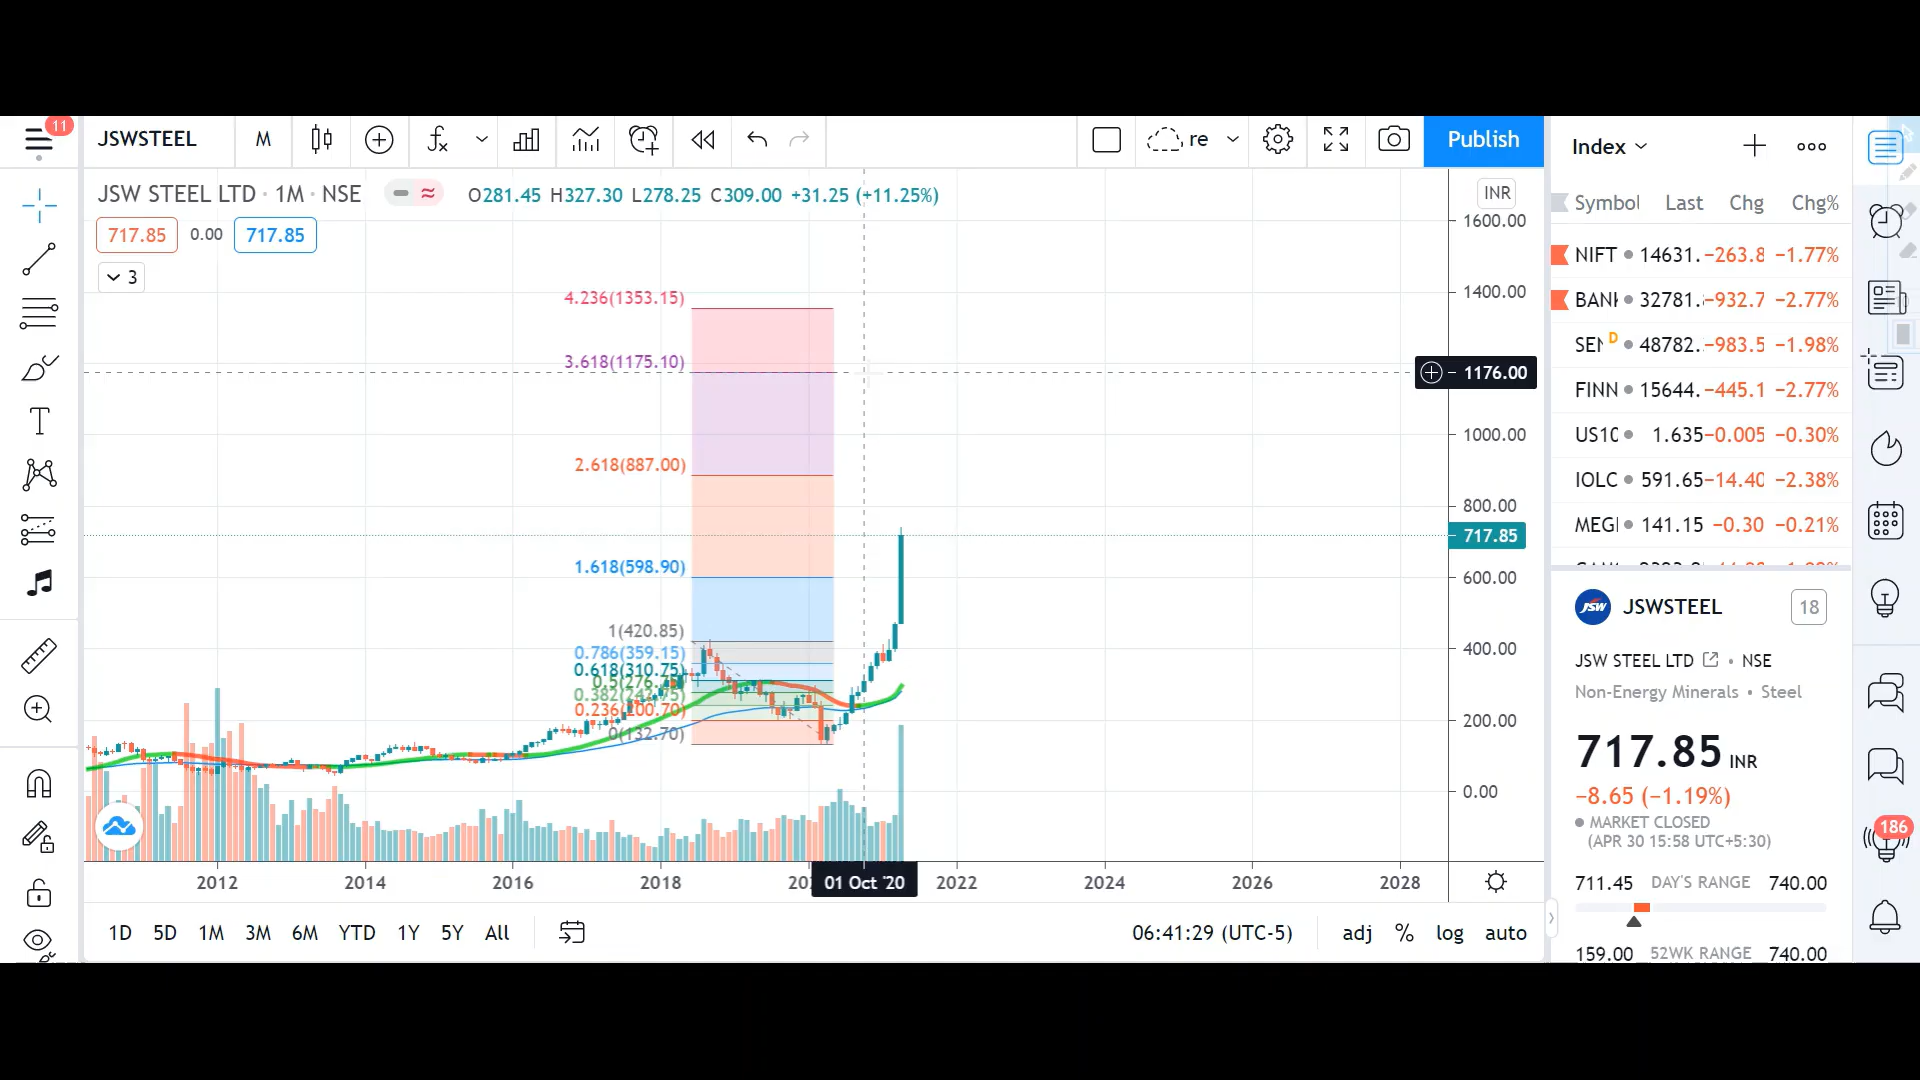 11
JSWSTEEL
M
re
Publish
Index
JSW STEEL LTD · 1M · NSE
O281.45 H327.30 L278.25 C309.00 +31.25 (+11.25%)
717.85 0.00 717.85
3
INR
1600.00
1400.00
1176.00
1000.00
800.00
717.85
600.00
400.00
200.00
0.00
4.236(1353.15)
3.618(1175.10)
2.618(887.00)
1.618(598.90)
1(420.85)
0.786(359.15)
0.618(310.75)
0.236(200.70)
0(132.70)
2012 2014 2016 2018 01 Oct '20 2022 2024 2026 2028
1D 5D 1M 3M 6M YTD 1Y 5Y All
06:41:29 (UTC-5) adj % log auto
Symbol Last Chg Chg%
NIFT 14631. −263.8 −1.77%
BANK 32781. −932.7 −2.77%
SEN D 48782. −983.5 −1.98%
FINN 15644. −445.1 −2.77%
US10 1.635 −0.005 −0.30%
IOLC 591.65 −14.40 −2.38%
MEGI 141.15 −0.30 −0.21%
JSW JSWSTEEL 18
JSW STEEL LTD • NSE
Non-Energy Minerals • Steel
717.85 INR
−8.65 (−1.19%)
MARKET CLOSED
(APR 30 15:58 UTC+5:30)
711.45 DAY'S RANGE 740.00
159.00 52WK RANGE 740.00
186